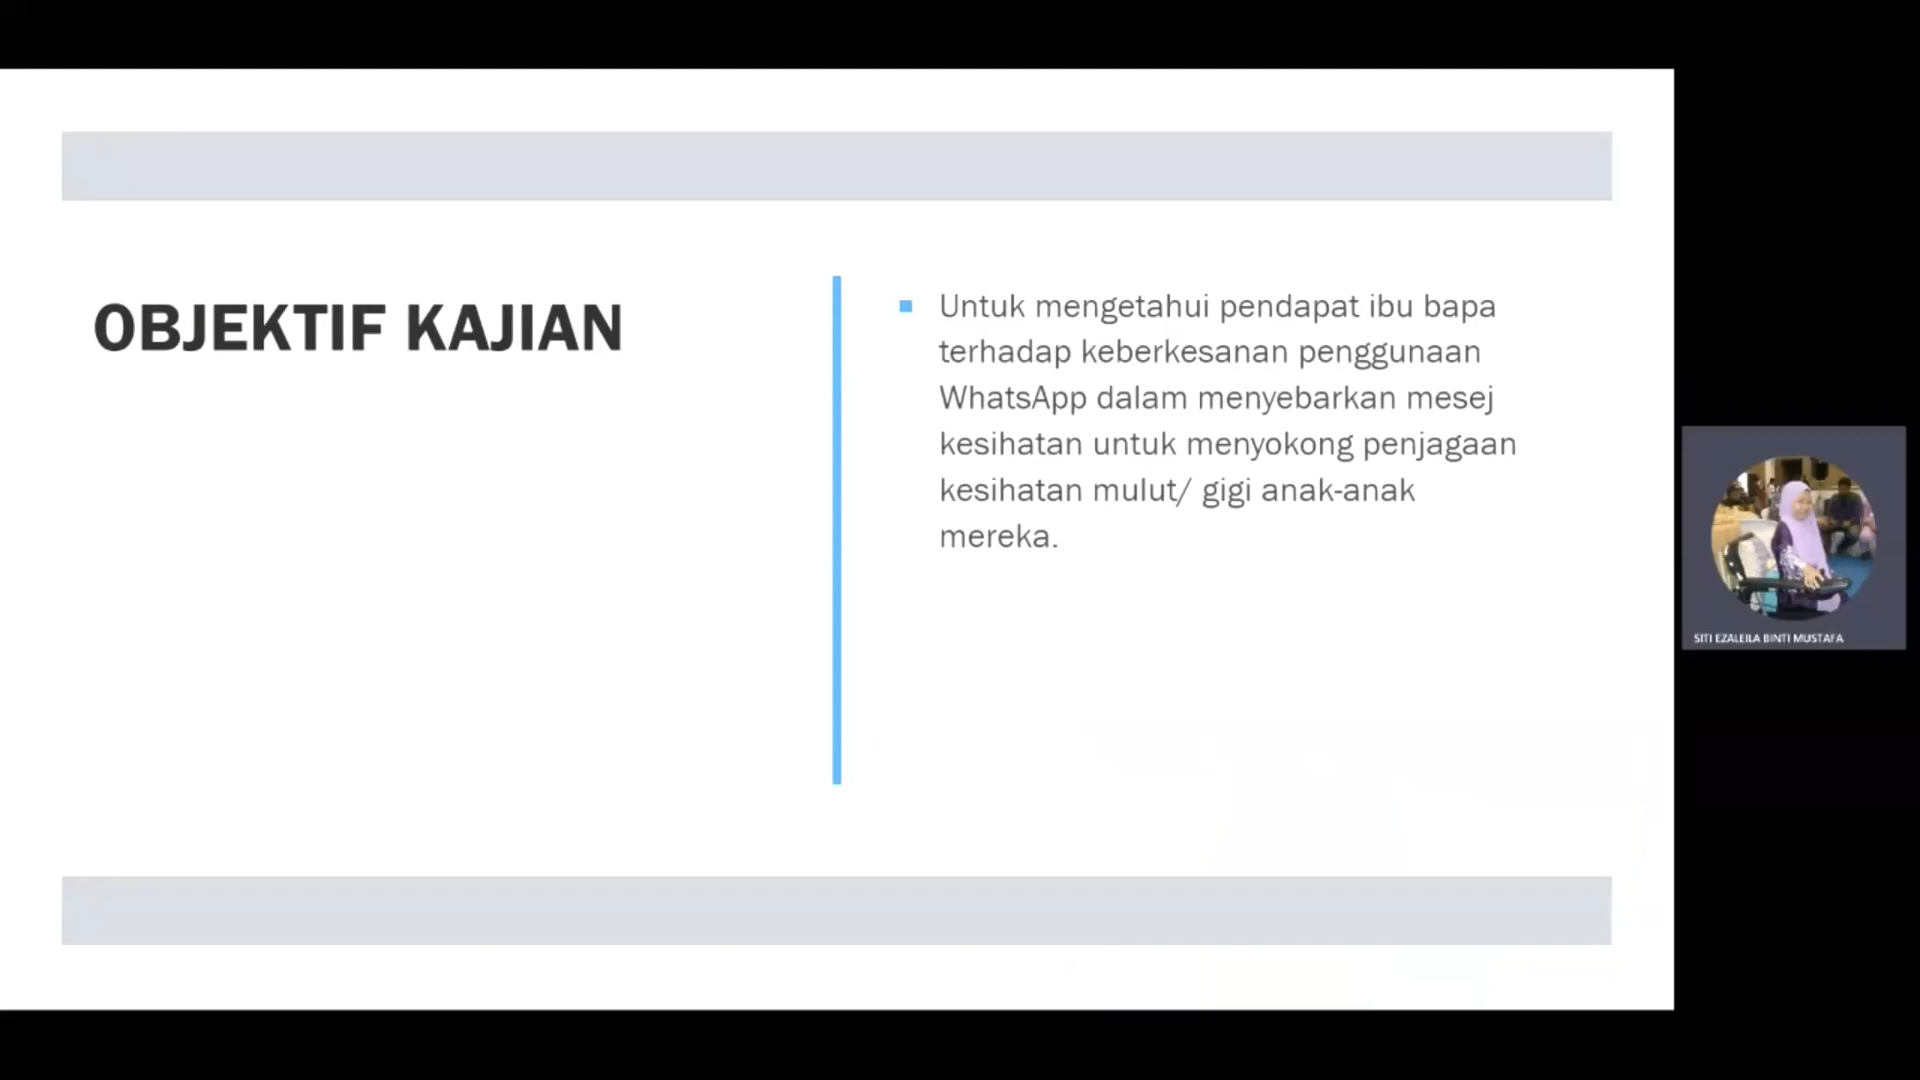 OBJEKTIF KAJIAN
Untuk mengetahui pendapat ibu bapa
terhadap keberkesanan penggunaan
WhatsApp dalam menyebarkan mesej
kesihatan untuk menyokong penjagaan
kesihatan mulut/ gigi anak-anak
mereka.
SITI EZALEILA BINTI MUSTAFA